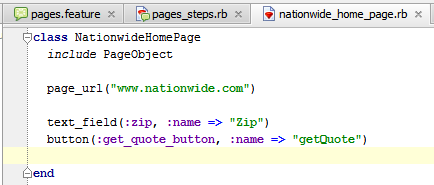 pages.feature pages_steps.rb nationwide_home_page.rb
class NationwideHomePage
include PageObject
page_url("www.nationwide.com")
text_field(:zip, :name => "Zip")
button(:get_quote_button, :name => "getQuote")
end